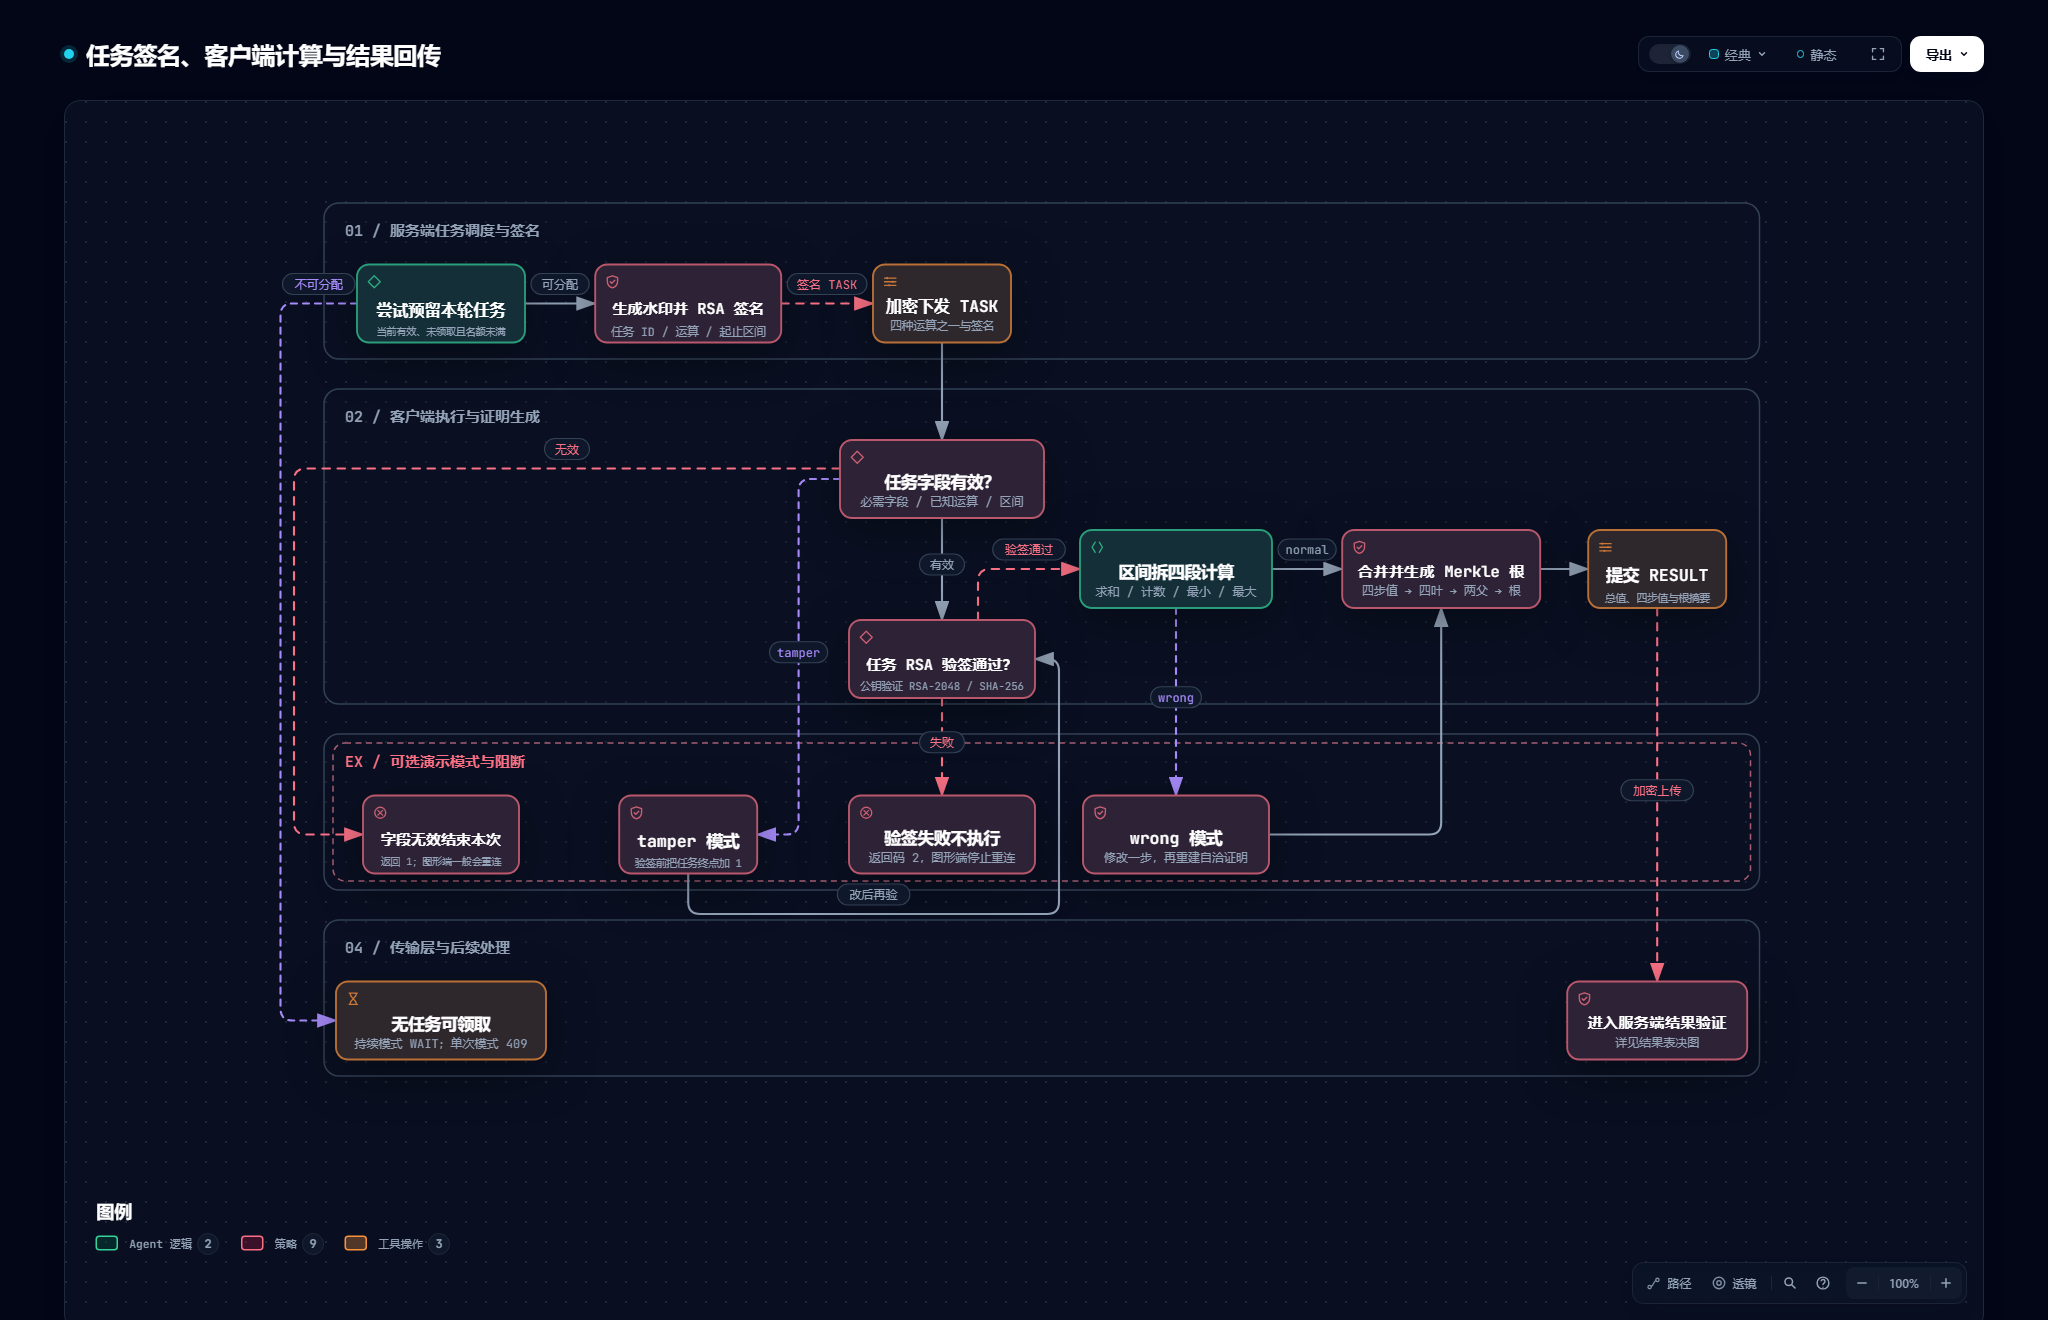 任务签名、客户端计算与结果回传
经典
静态
导出
01 / 服务端任务调度与签名
不可分配
尝试预留本轮任务
当前有效、未领取且名额未满
可分配
生成水印并 RSA 签名
任务 ID / 运算 / 起止区间
签名 TASK
加密下发 TASK
四种运算之一与签名
02 / 客户端执行与证明生成
无效
任务字段有效?
必需字段 / 已知运算 / 区间
有效
验签通过
区间拆四段计算
求和 / 计数 / 最小 / 最大
normal
合并并生成 Merkle 根
四步值 → 四叶 → 两父 → 根
提交 RESULT
总值、四步值与根摘要
tamper
任务 RSA 验签通过?
公钥验证 RSA-2048 / SHA-256
wrong
失败
EX / 可选演示模式与阻断
加密上传
字段无效结束本次
返回 1; 图形端一般会重连
tamper 模式
验签前把任务终点加 1
验签失败不执行
返回码 2, 图形端停止重连
wrong 模式
修改一步, 再重建自洽证明
改后再验
04 / 传输层与后续处理
无任务可领取
持续模式 WAIT; 单次模式 409
进入服务端结果验证
详见结果表决图
图例
Agent 逻辑 2
策略 9
工具操作 3
路径
透镜
100%